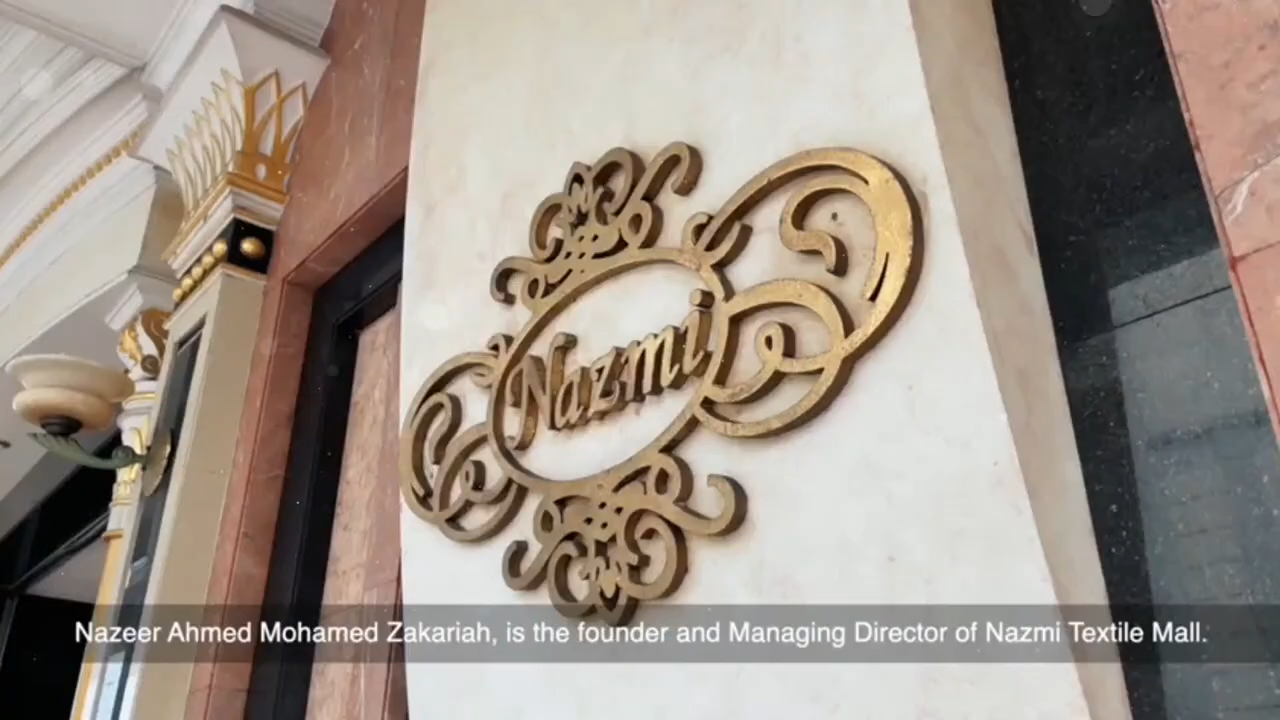 Nazmi
Nazeer Ahmed Mohamed Zakariah, is the founder and Managing Director of Nazmi Textile Mall.